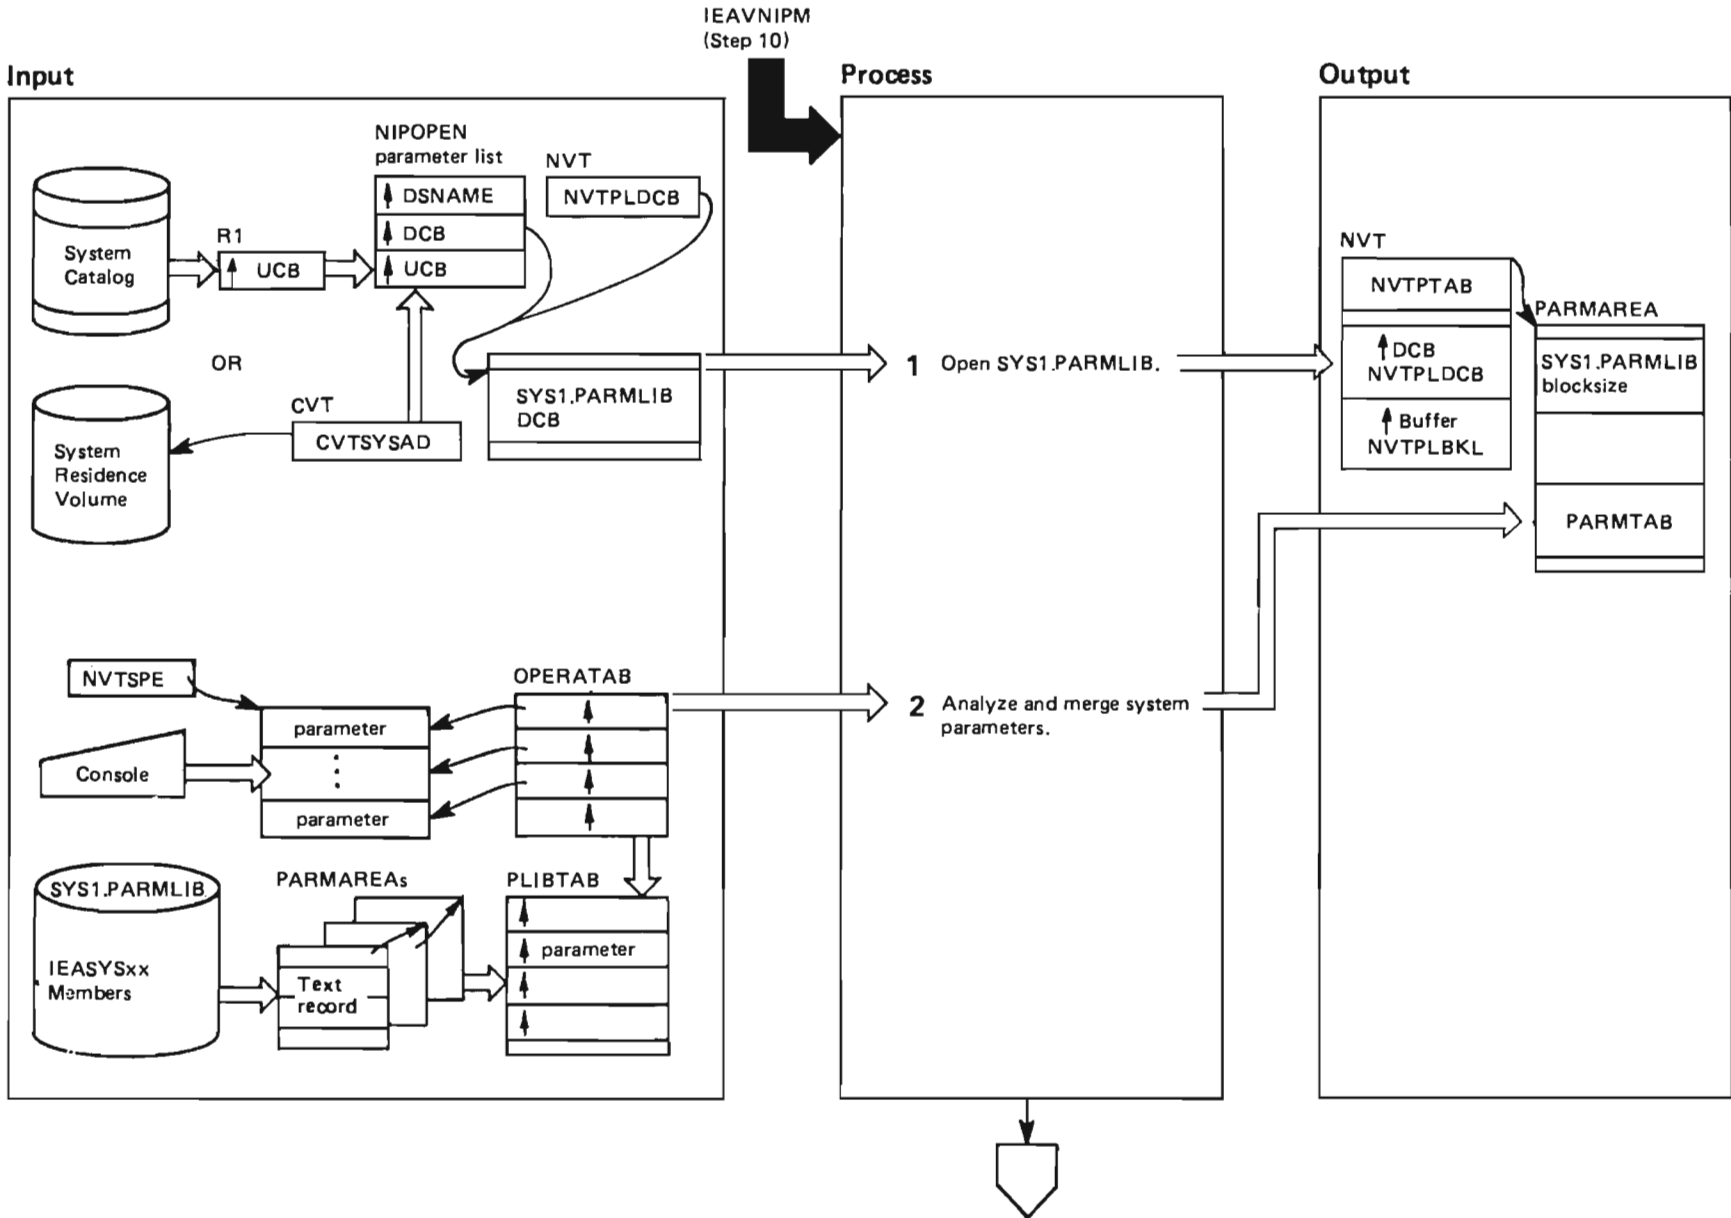 IEAVNIPM
(Step 10)
Input
Process
Output
NIPOPEN
parameter list
NVT
DSNAME
NVTPLDCB
DCB
UCB
R1
UCB
System
Catalog
OR
CVT
CVTSYSAD
SYS1.PARMLIB
DCB
System
Residence
Volume
1 Open SYS1.PARMLIB.
NVT
NVTPTAB
DCB
NVTPLDCB
Buffer
NVTPLBKL
PARMAREA
SYS1.PARMLIB
blocksize
PARMTAB
NVTSPE
OPERATAB
parameter
Console
parameter
2 Analyze and merge system
parameters.
SYS1.PARMLIB
IEASYSxx
Members
PARMAREAs
Text
record
PLIBTAB
parameter